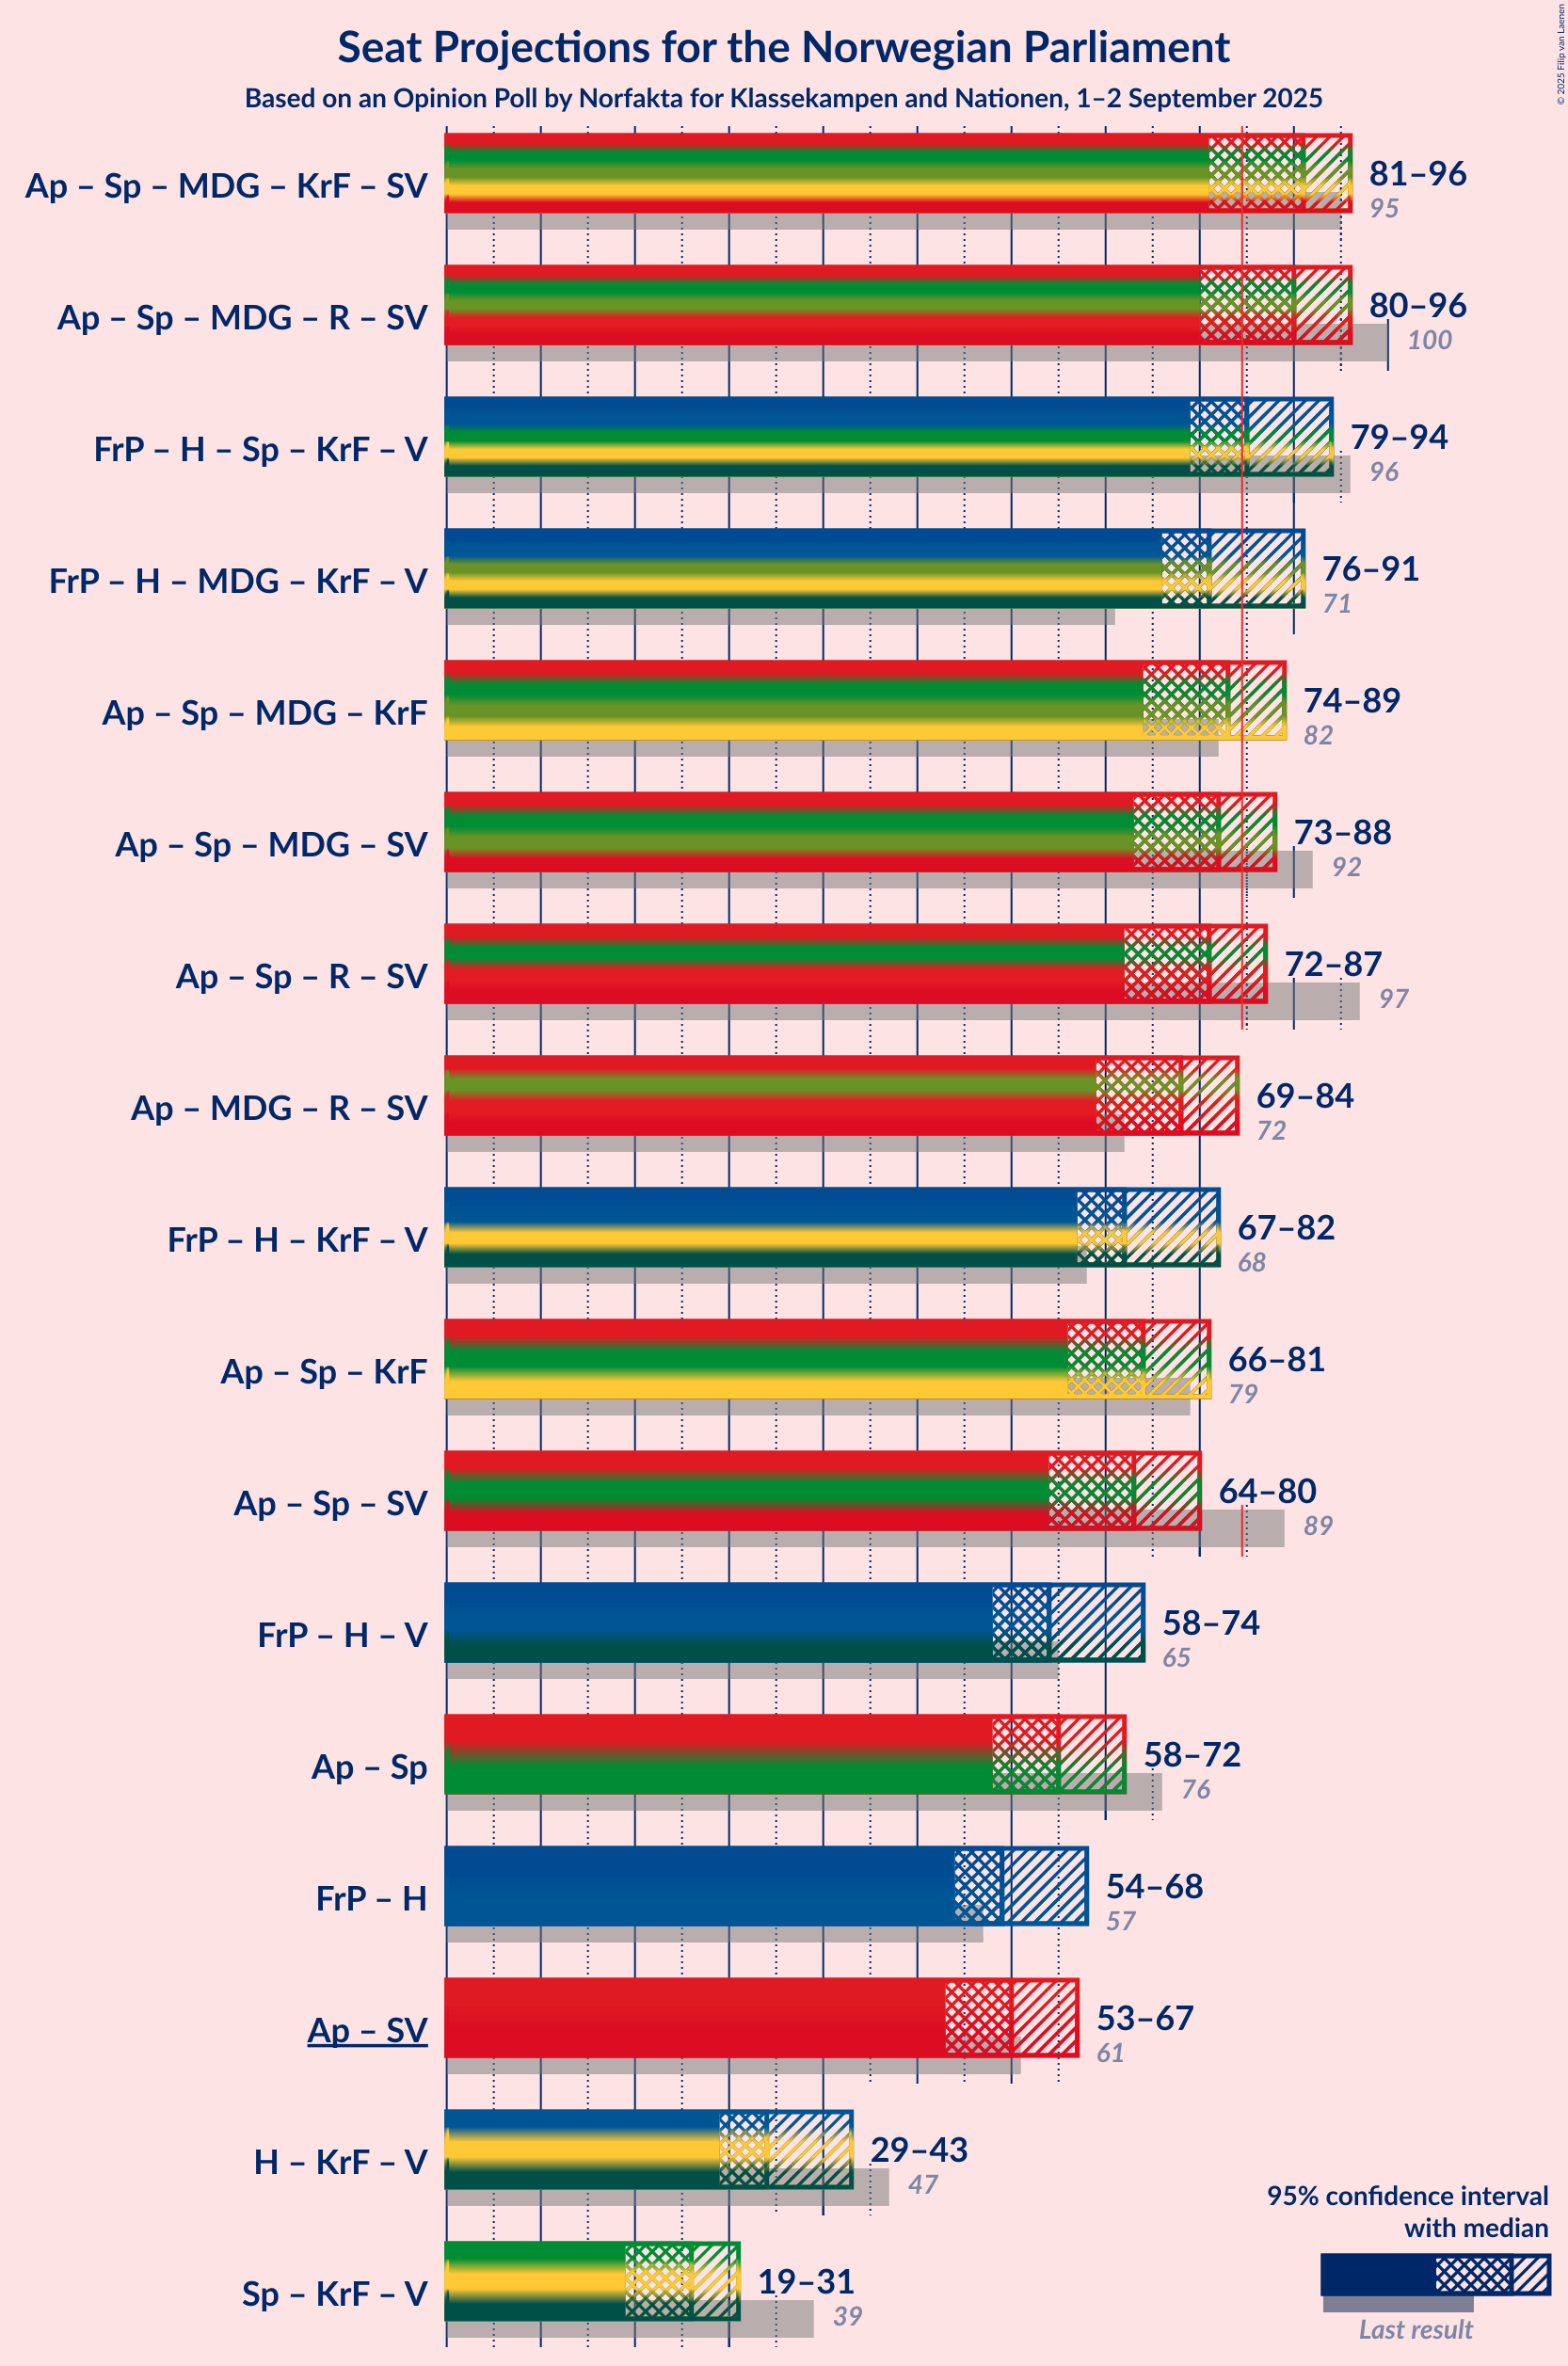 Seat Projections for the Norwegian Parliament
Based on an Opinion Poll by Norfakta for Klassekampen and Nationen, 1–2 September 2025
© 2025 Filip van Laenen
Ap – Sp – MDG – KrF – SV
81–96
95
Ap – Sp – MDG – R – SV
80–96
100
FrP – H – Sp – KrF – V
79–94
96
FrP – H – MDG – KrF – V
76–91
71
Ap – Sp – MDG – KrF
74–89
82
Ap – Sp – MDG – SV
73–88
92
Ap – Sp – R – SV
72–87
97
Ap – MDG – R – SV
69–84
72
FrP – H – KrF – V
67–82
68
Ap – Sp – KrF
66–81
79
Ap – Sp – SV
64–80
89
FrP – H – V
58–74
65
Ap – Sp
58–72
76
FrP – H
54–68
57
Ap – SV
53–67
61
H – KrF – V
29–43
47
Sp – KrF – V
19–31
39
95% confidence interval
with median
Last result